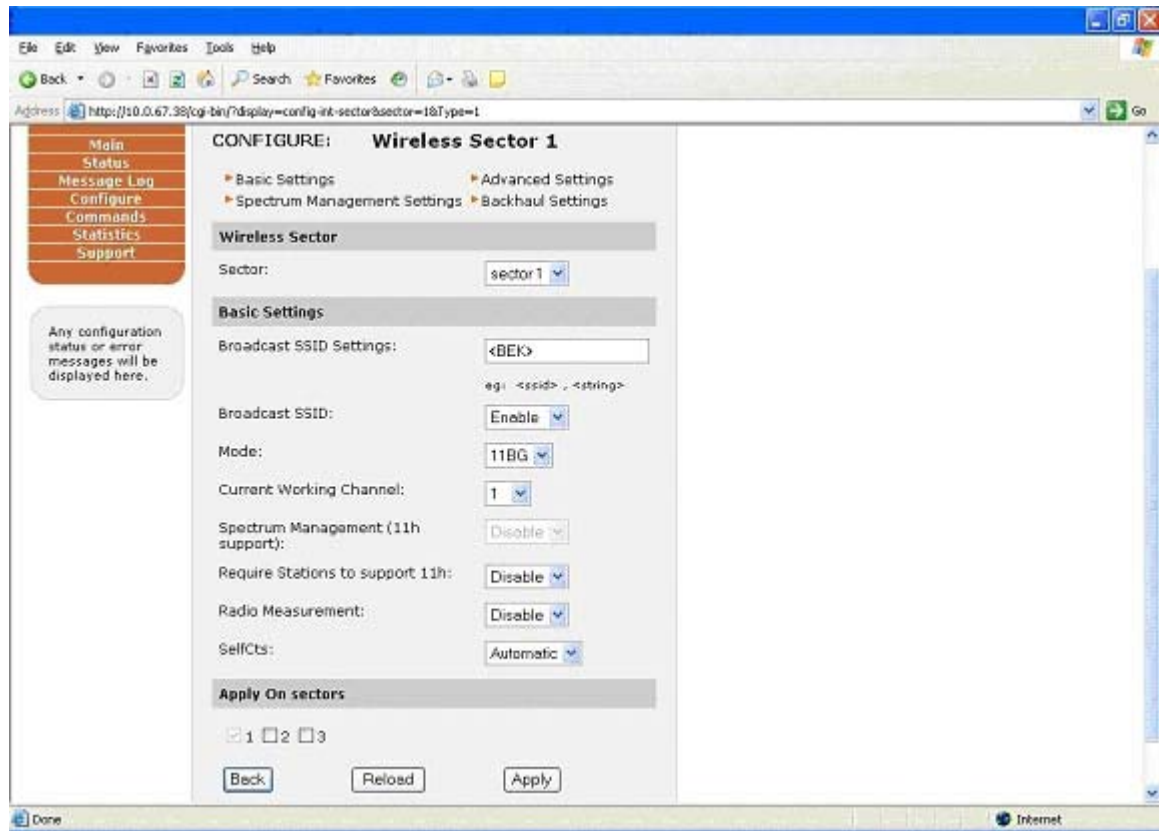 File Edit View Favorites Tools Help
Back Search Favorites
Address http://10.0.67.38/cgi-bin/?display=config-int-sector&sector=1&Type=1 Go
Main
Status
Message Log
Configure
Commands
Statistics
Support
Any configuration
status or error
messages will be
displayed here.
CONFIGURE: Wireless Sector 1
Basic Settings Advanced Settings
Spectrum Management Settings Backhaul Settings
Wireless Sector
Sector: sector1
Basic Settings
Broadcast SSID Settings: <BEK>
eg: <ssid> , <string>
Broadcast SSID: Enable
Mode: 11BG
Current Working Channel: 1
Spectrum Management (11h
support): Disable
Require Stations to support 11h: Disable
Radio Measurement: Disable
SelfCts: Automatic
Apply On sectors
1 2 3
Back Reload Apply
Done Internet